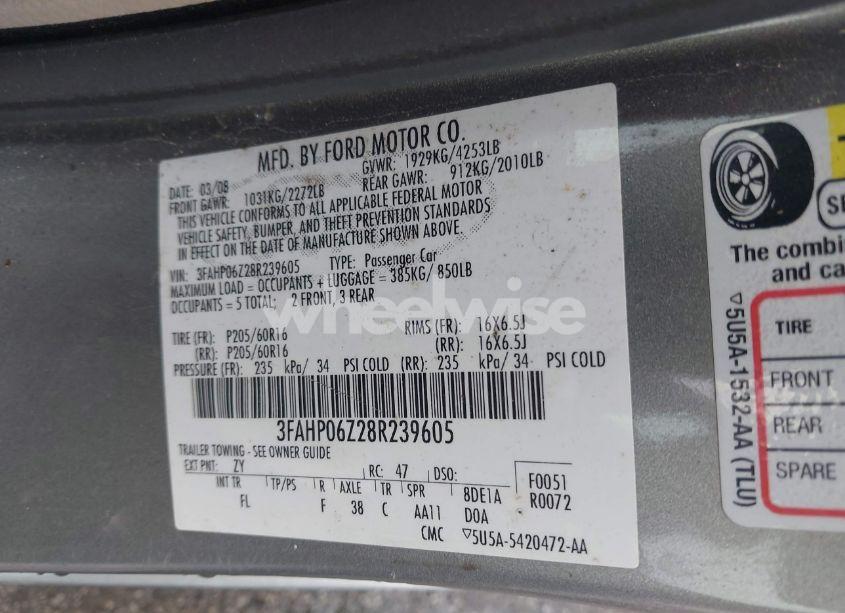 MFD. BY FORD MOTOR CO.
DATE: 03/08 GVWR: 1929KG/4253LB
FRONT GAWR: 1031KG/2272LB REAR GAWR: 912KG/2010LB
THIS VEHICLE CONFORMS TO ALL APPLICABLE FEDERAL MOTOR
VEHICLE SAFETY, BUMPER, AND THEFT PREVENTION STANDARDS
IN EFFECT ON THE DATE OF MANUFACTURE SHOWN ABOVE.
VIN: 3FAHP06Z28R239605 TYPE: Passenger Car
MAXIMUM LOAD = OCCUPANTS + LUGGAGE = 385KG/ 850LB
OCCUPANTS = 5 TOTAL; 2 FRONT, 3 REAR
wheelwise
TIRE (FR): P205/60R16 RIMS (FR): 16X6.5J
(RR): P205/60R16 (RR): 16X6.5J
PRESSURE (FR): 235 kPa/ 34 PSI COLD (RR): 235 kPa/ 34 PSI COLD
3FAHP06Z28R239605
TRAILER TOWING - SEE OWNER GUIDE
EXT PNT: ZY RC: 47 DSO: F0051
R0072
INT TR TP/PS R AXLE TR SPR 8DE1A
FL F 38 C AA11 D0A
CMC ▽5U5A-5420472-AA
The combin
and ca
▽5U5A-1532-AA (TLU)
TIRE
FRONT
REAR
SPARE